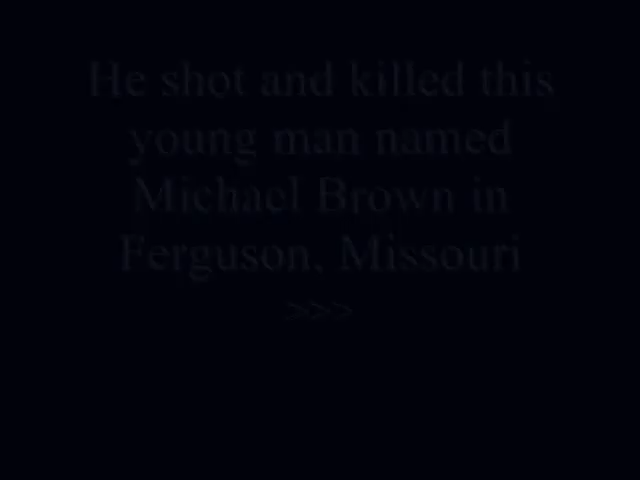 He shot and killed this
young man named
Michael Brown in
Ferguson, Missouri
>>>